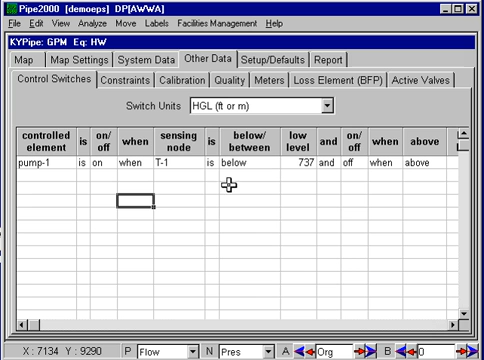 Pipe2000 [demoeps] DP[AWWA]
File Edit View Analyze Move Labels Facilities Management Help
KYPipe: GPM Eq: HW
Map Map Settings System Data Other Data Setup/Defaults Report
Control Switches Constraints Calibration Quality Meters Loss Element (BFP) Active Valves
Switch Units HGL (ft or m)
controlled element is on/ off when sensing node is below/ between low level and on/ off when above
pump-1 is on when T-1 is below 737 and off when above
X : 7134 Y : 9290 P Flow N Pres A Org B 0